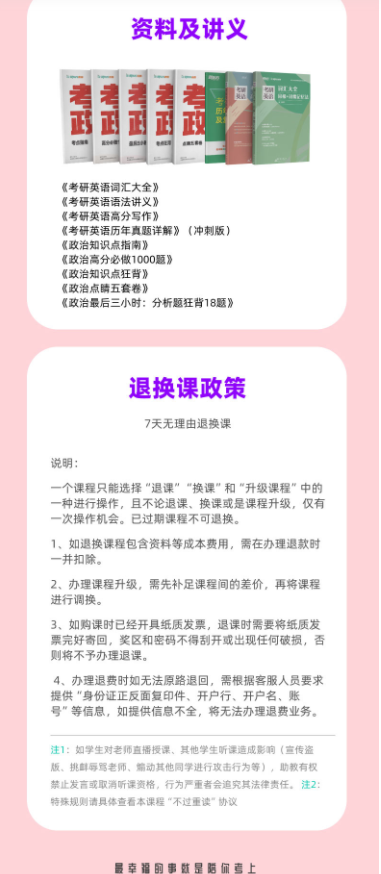 资料及讲义
考研英语词汇大全》
《考研英语词汇大全》
《考研英语语法讲义》
《考研英语高分写作》
《考研英语历年真题详解》（冲刺版）
《政治知识点指南》
《政治高分必做1000题》
《政治知识点狂背》
《政治点睛五套卷》
《政治最后三小时：分析题狂背18题》
退换课政策
7天无理由退换课
说明：
一个课程只能选择“退课”“换课”和“升级课程”中的
一种进行操作，且不论退课、换课或是课程升级，仅有
一次操作机会。已过期课程不可退换。
1、如退换课程包含资料等成本费用，需在办理退款时
一并扣除。
2、办理课程升级，需先补足课程间的差价，再将课程
进行调换。
3、如购课时已经开具纸质发票，退课时需要将纸质发
票完好寄回，奖区和密码不得刮开或出现任何破损，否
则将不予办理退课。
4、办理退费时如无法原路退回，需根据客服人员要求
提供“身份证正反面复印件、开户行、开户名、账
号”等信息，如提供信息不全，将无法办理退费业务。
注1：如学生对老师直播授课、其他学生听课造成影响（宣传盗
版、挑衅辱骂老师、煽动其他同学进行攻击行为等），助教有权
禁止发言或取消听课资格，行为严重者会追究其法律责任。 注2：
特殊规则请具体查看本课程“不过重读”协议
最幸福的事就是陪你考上